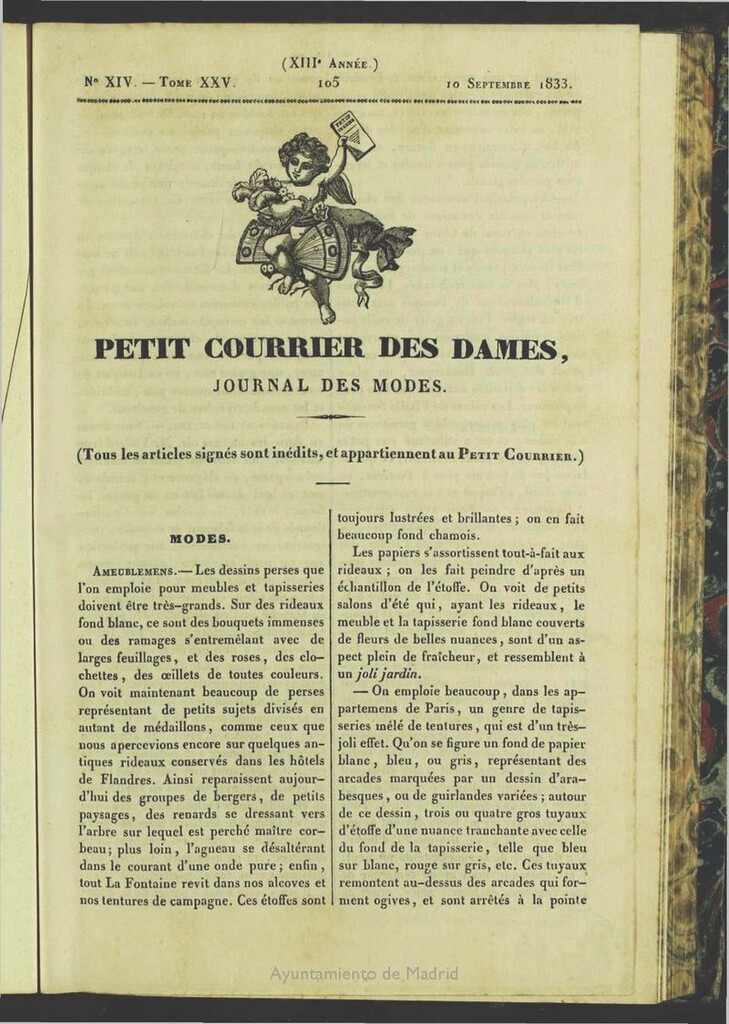 (XIIIe Année.)
No XIV. — Tome XXV. 105 10 Septembre 1833.
PETIT
PETIT COURRIER DES DAMES,
JOURNAL DES MODES.
(Tous les articles signés sont inédits, et appartiennent au Petit Courrier.)
MODES.
Ameublemens.— Les dessins perses que
l'on emploie pour meubles et tapisseries
doivent être très-grands. Sur des rideaux
fond blanc, ce sont des bouquets immenses
ou des ramages s'entremêlant avec de
larges feuillages, et des roses, des clo-
chettes, des œillets de toutes couleurs.
On voit maintenant beaucoup de perses
représentant de petits sujets divisés en
autant de médaillons, comme ceux que
nous apercevions encore sur quelques an-
tiques rideaux conservés dans les hôtels
de Flandres. Ainsi reparaissent aujour-
d'hui des groupes de bergers, de petits
paysages, des renards se dressant vers
l'arbre sur lequel est perché maître cor-
beau; plus loin, l'agneau se désaltérant
dans le courant d'une onde pure; enfin,
tout La Fontaine revit dans nos alcoves et
nos tentures de campagne. Ces étoffes sont
toujours lustrées et brillantes; on en fait
beaucoup fond chamois.
Les papiers s'assortissent tout-à-fait aux
rideaux; on les fait peindre d'après un
échantillon de l'étoffe. On voit de petits
salons d'été qui, ayant les rideaux, le
meuble et la tapisserie fond blanc couverts
de fleurs de belles nuances, sont d'un as-
pect plein de fraîcheur, et ressemblent à
un joli jardin.
— On emploie beaucoup, dans les ap-
partemens de Paris, un genre de tapis-
series mêlé de tentures, qui est d'un très-
joli effet. Qu'on se figure un fond de papier
blanc, bleu, ou gris, représentant des
arcades marquées par un dessin d'ara-
besques, ou de guirlandes variées; autour
de ce dessin, trois ou quatre gros tuyaux
d'étoffe d'une nuance tranchante avec celle
du fond de la tapisserie, telle que bleu
sur blanc, rouge sur gris, etc. Ces tuyaux
remontent au-dessus des arcades qui for-
ment ogives, et sont arrêtés à la pointe
Ayuntamiento de Madrid